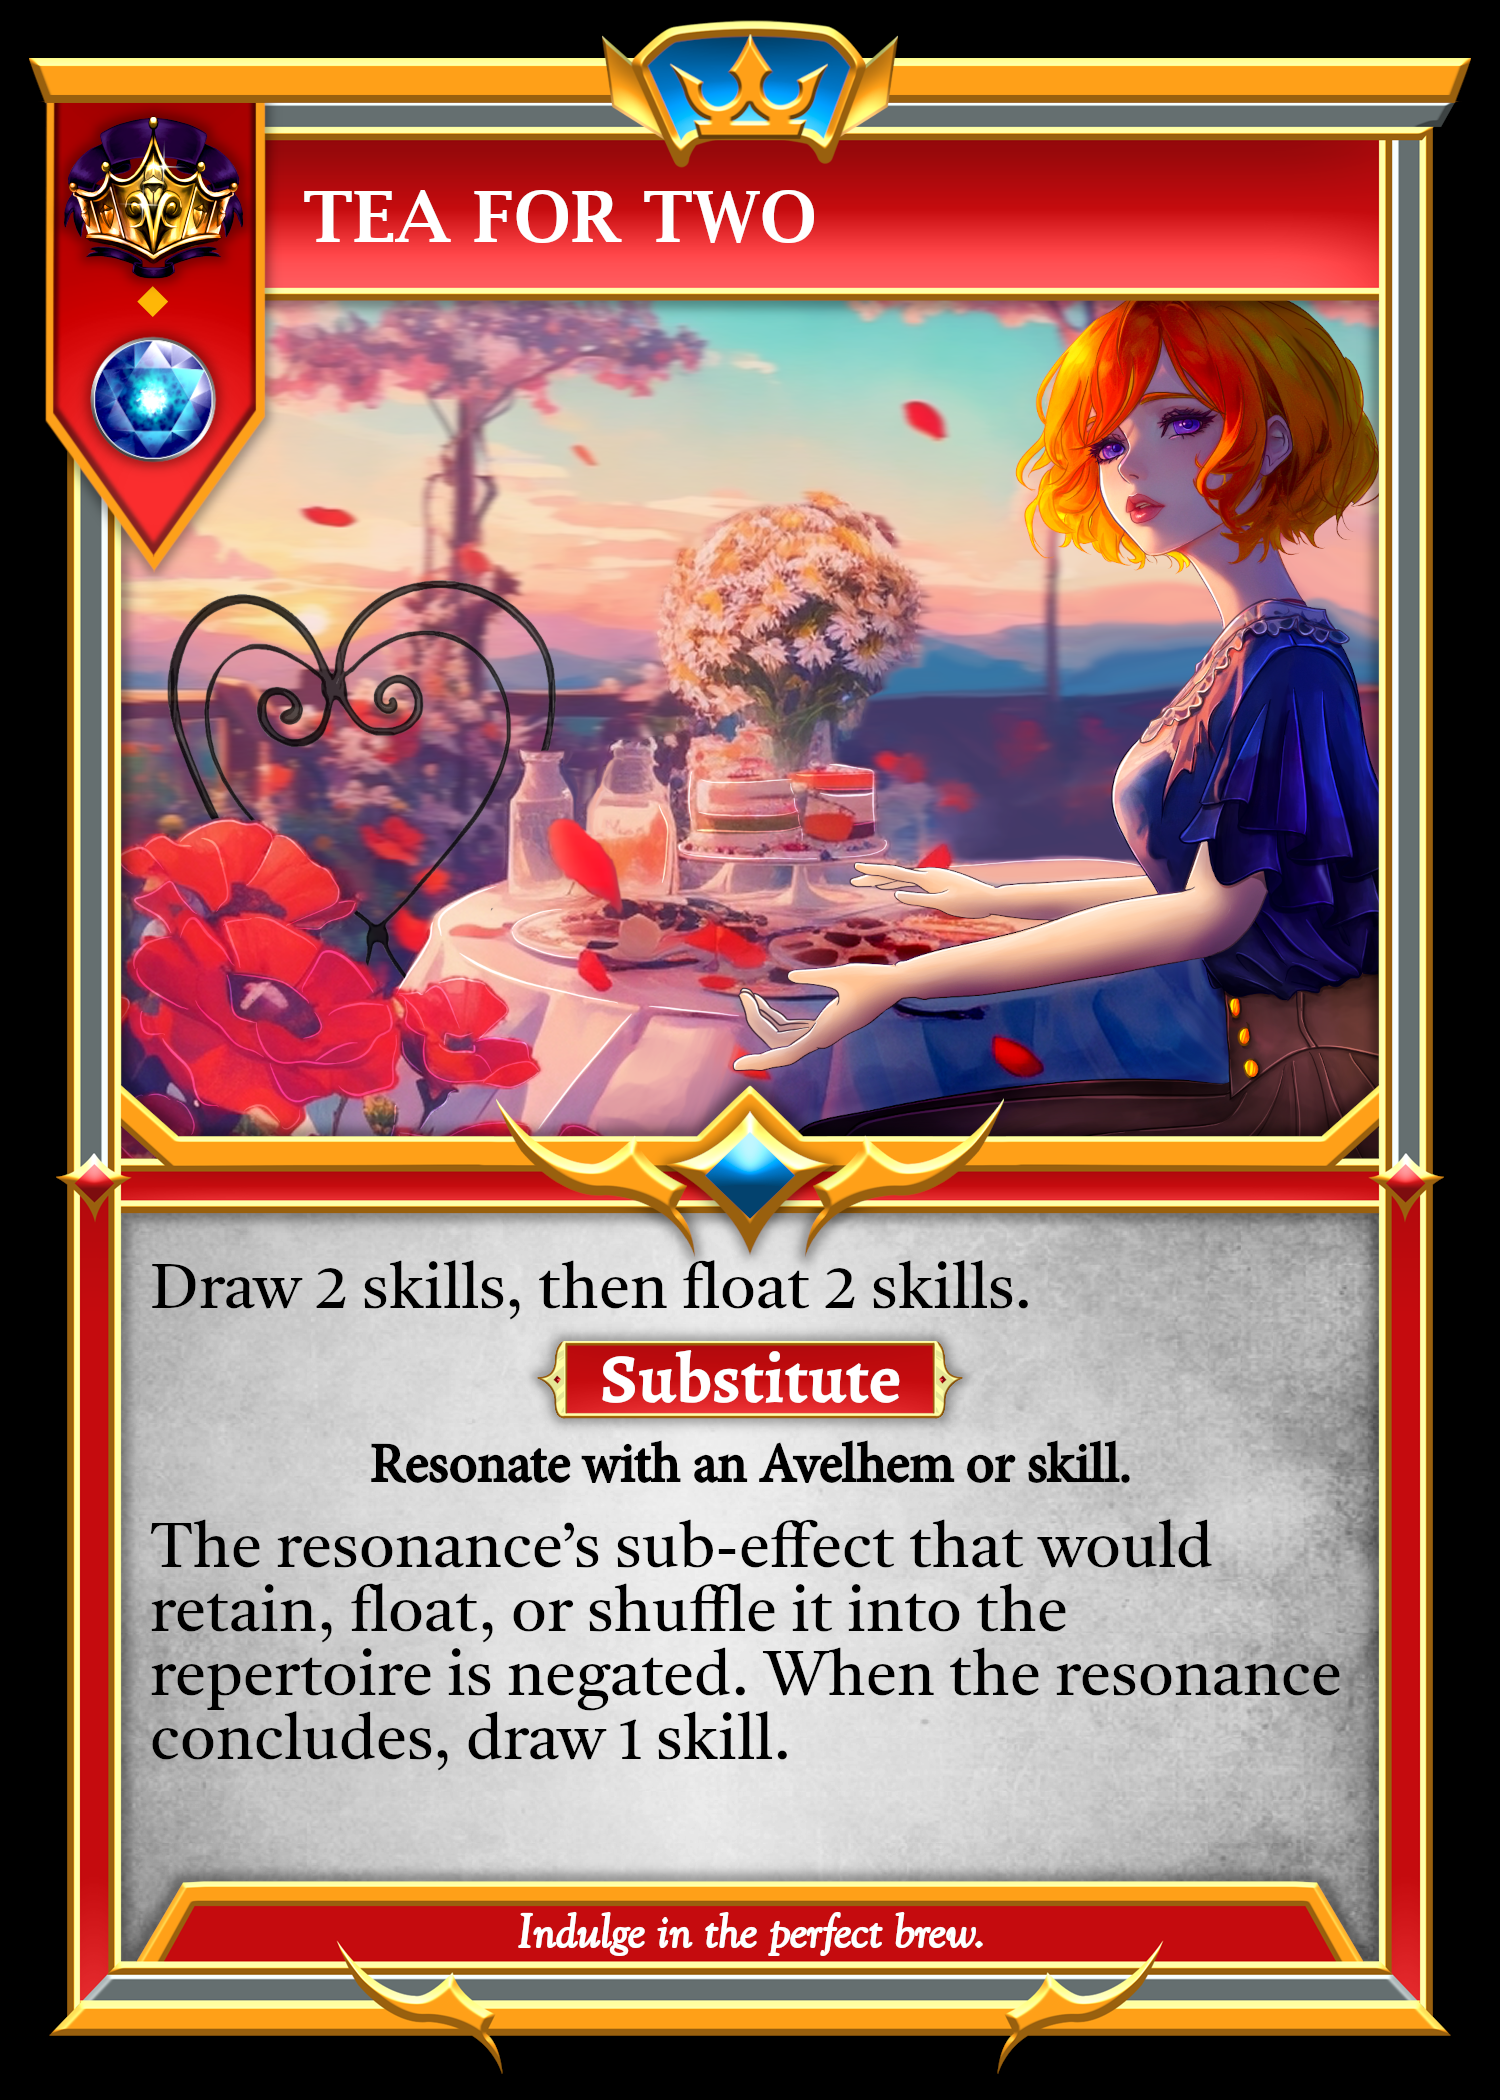 TEA FOR TWO
Draw 2 skills, then float 2 skills.
Substitute
Resonate with an Avelhem or skill.
The resonance’s sub-effect that would
retain, float, or shuffle it into the
repertoire is negated. When the resonance
concludes, draw 1 skill.
Indulge in the perfect brew.